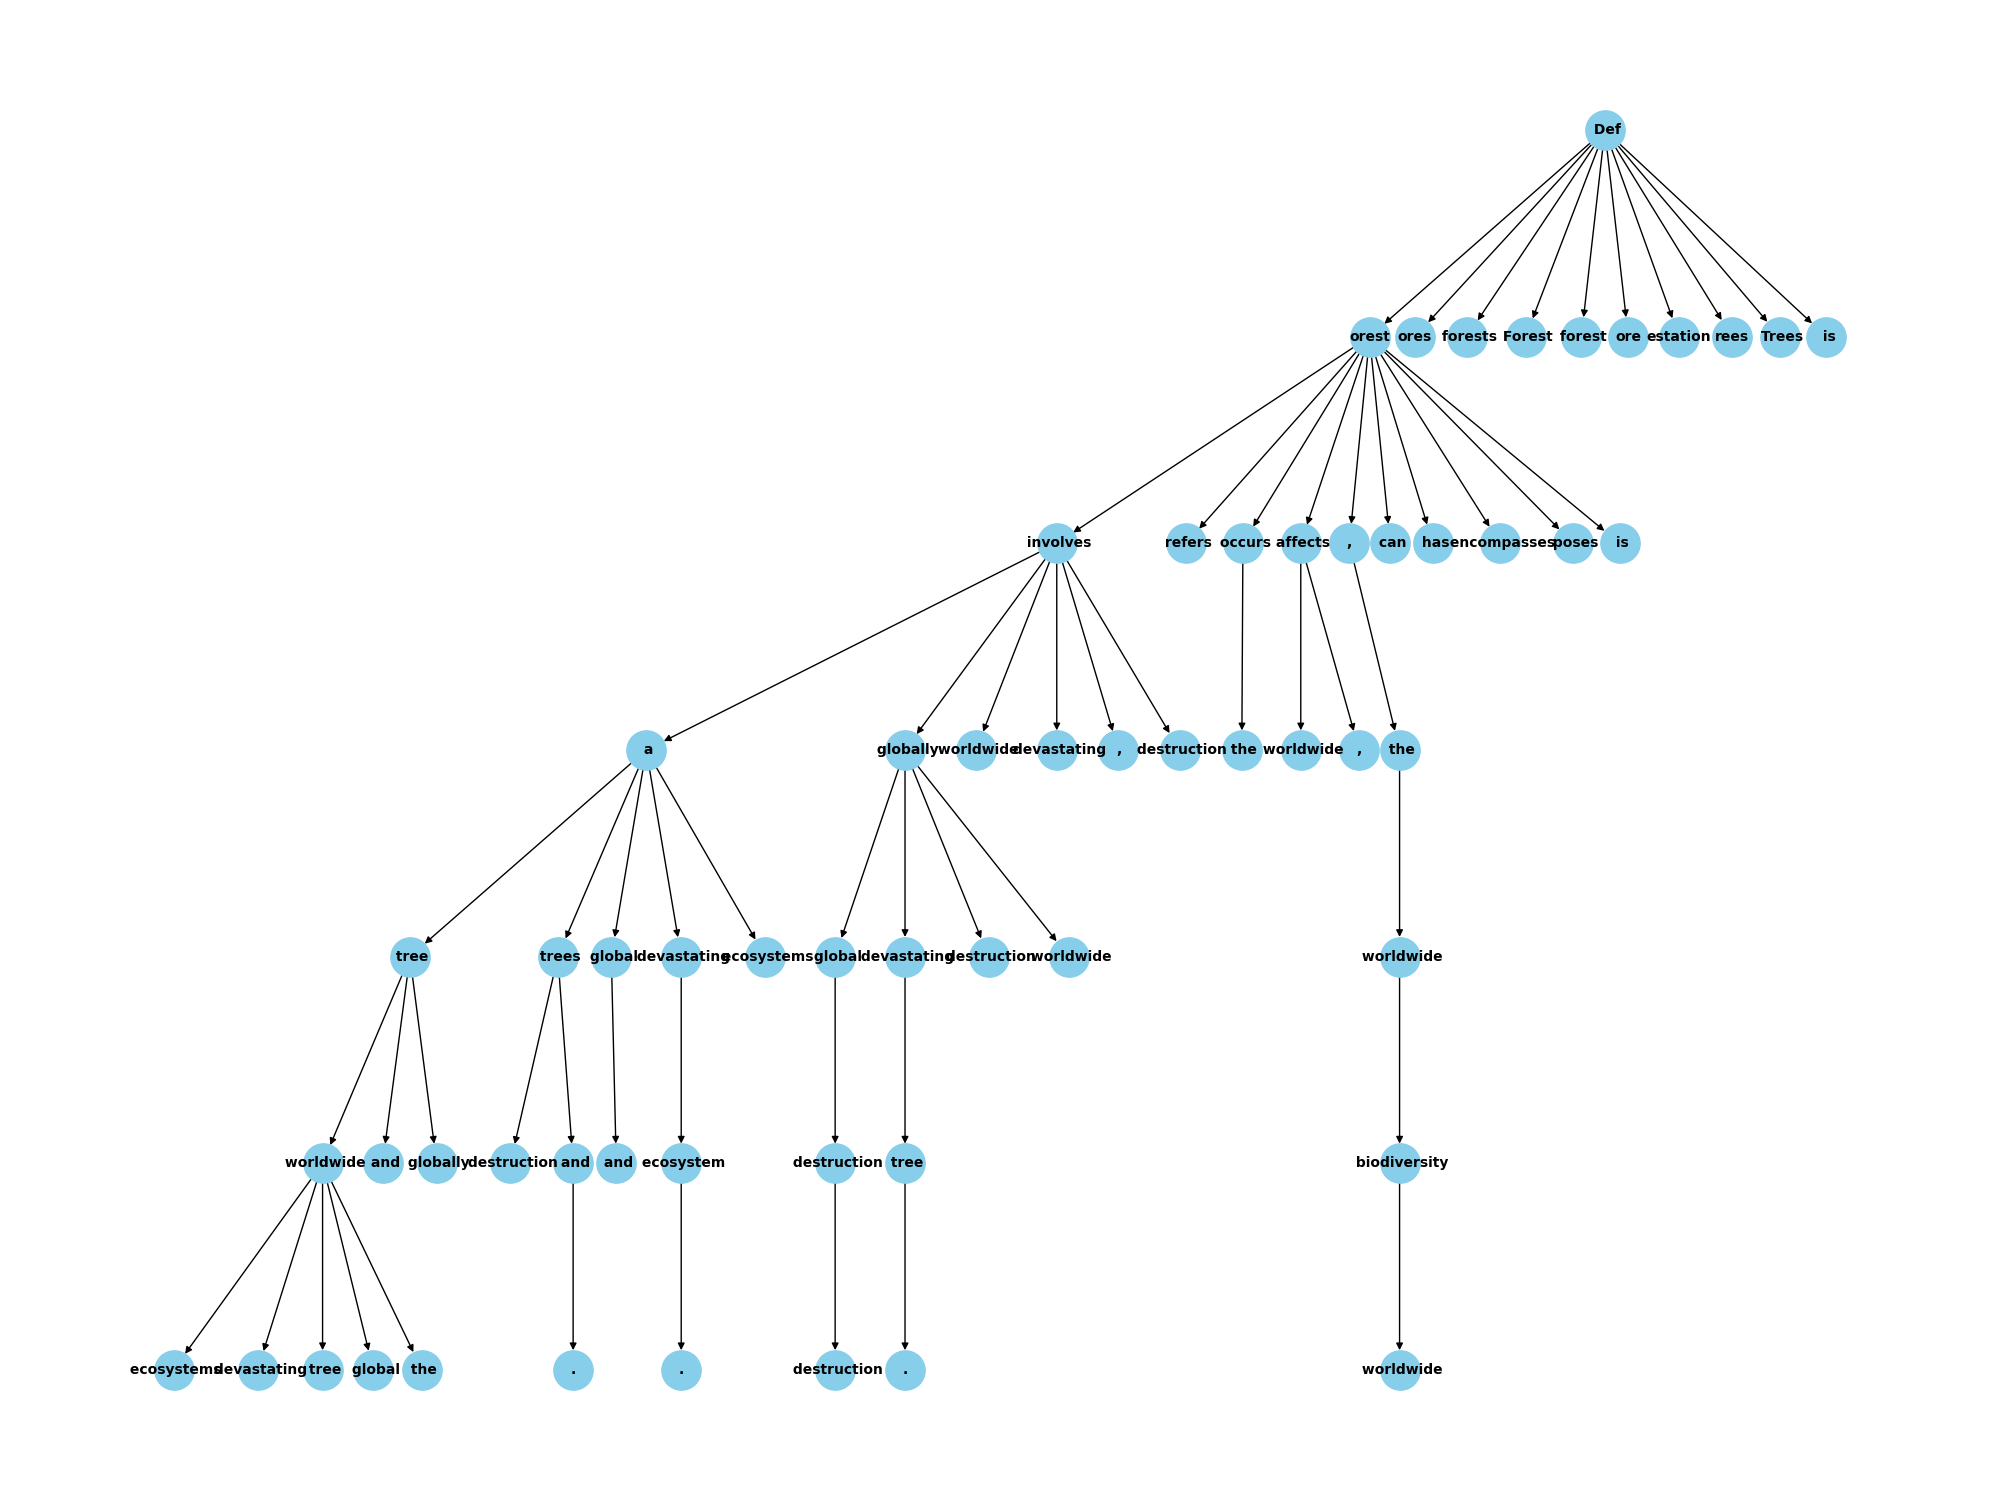 Def
orest ores forests Forest forest ore estation rees Trees is
involves refers occurs affects , can has encompasses poses is
a globally worldwide devastating , destruction the worldwide , the
tree trees global devastating ecosystems global devastating destruction worldwide worldwide
worldwide and globally destruction and and ecosystem destruction tree biodiversity
ecosystems devastating tree global the . . destruction . worldwide